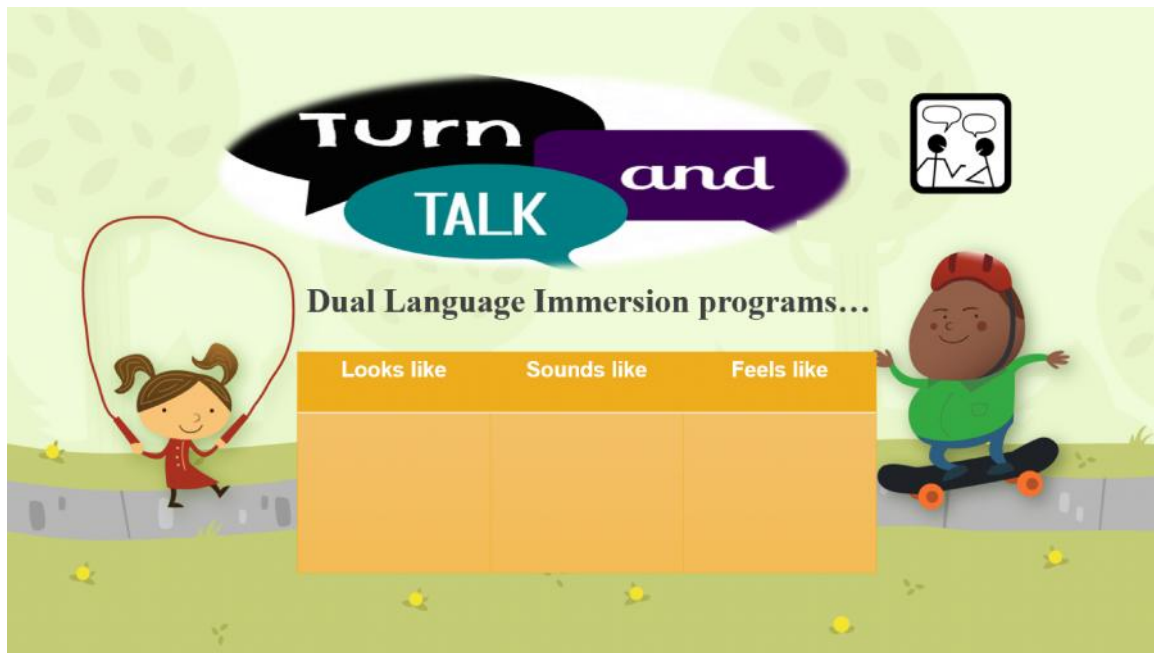 Turn
and
TALK
Dual Language Immersion programs…
Looks like Sounds like Feels like